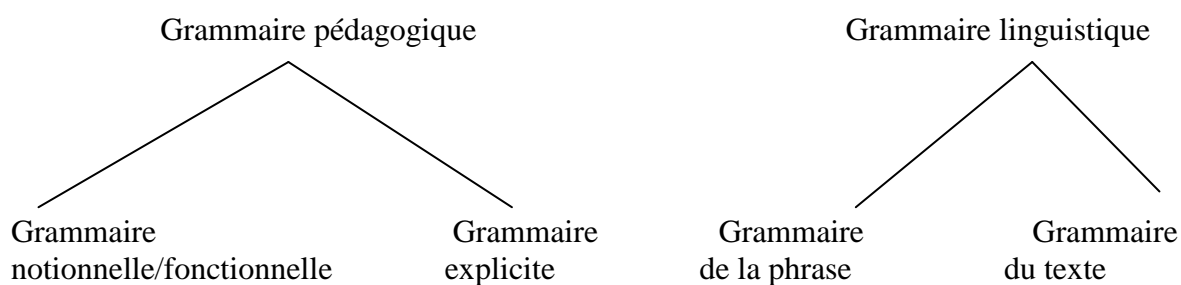 Grammaire pédagogique Grammaire linguistique
Grammaire Grammaire Grammaire Grammaire
notionnelle/fonctionnelle explicite de la phrase du texte